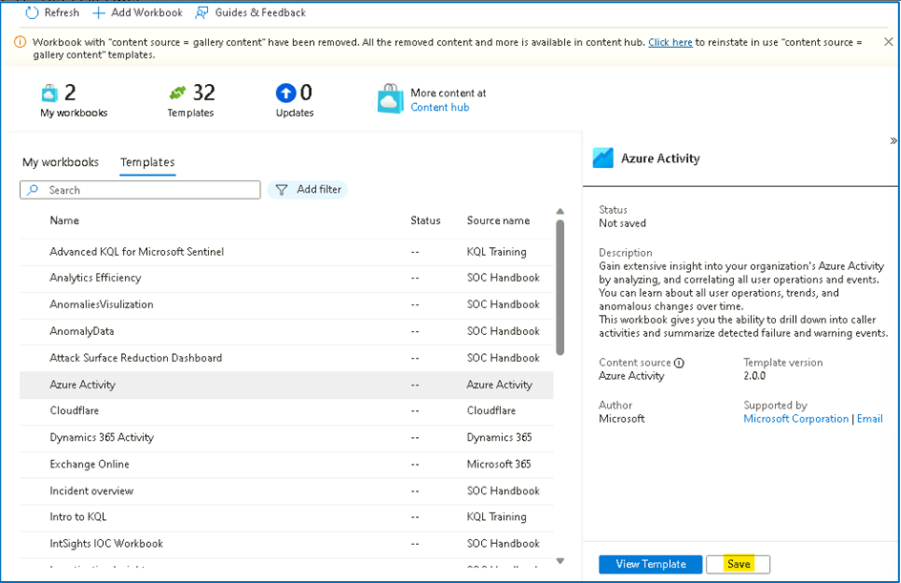 Refresh Add Workbook Guides & Feedback
Workbook with "content source = gallery content" have been removed. All the removed content and more is available in content hub. Click here to reinstate in use "content source =
gallery content" templates.
2
My workbooks
32
Templates
0
Updates
More content at
Content hub
My workbooks Templates
Search
Add filter
Name Status Source name
Advanced KQL for Microsoft Sentinel -- KQL Training
Analytics Efficiency -- SOC Handbook
AnomaliesVisulization -- SOC Handbook
AnomalyData -- SOC Handbook
Attack Surface Reduction Dashboard -- SOC Handbook
Azure Activity -- Azure Activity
Cloudflare -- Cloudflare
Dynamics 365 Activity -- Dynamics 365
Exchange Online -- Microsoft 365
Incident overview -- SOC Handbook
Intro to KQL -- KQL Training
IntSights IOC Workbook -- SOC Handbook
Azure Activity
Status
Not saved
Description
Gain extensive insight into your organization's Azure Activity
by analyzing, and correlating all user operations and events.
You can learn about all user operations, trends, and
anomalous changes over time.
This workbook gives you the ability to drill down into caller
activities and summarize detected failure and warning events.
Content source Template version
Azure Activity 2.0.0
Author Supported by
Microsoft Microsoft Corporation | Email
View Template Save